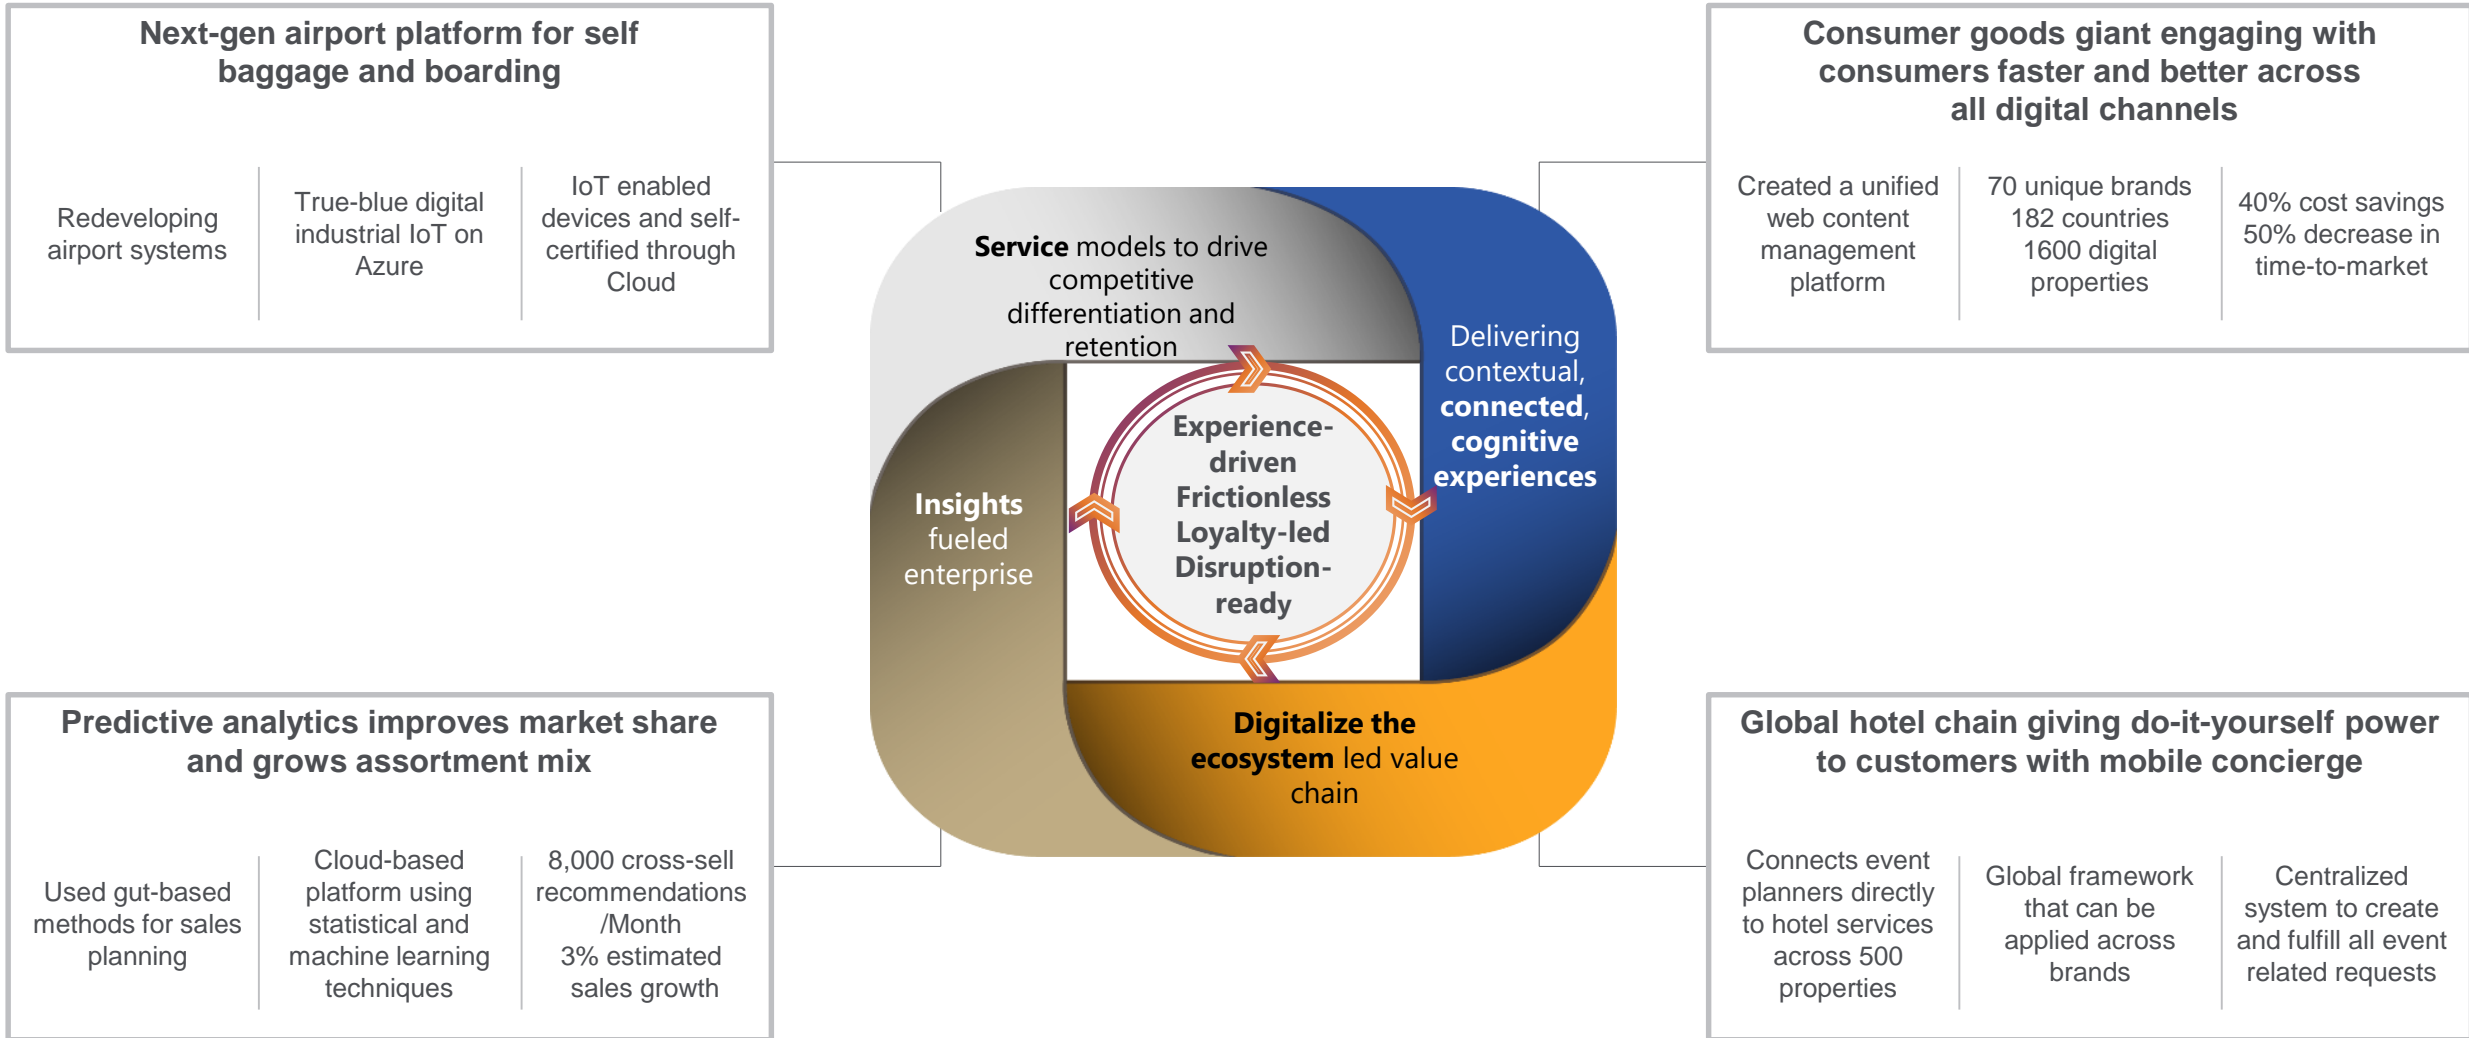 Next-gen airport platform for self
baggage and boarding
Redeveloping
airport systems
True-blue digital
industrial IoT on
Azure
IoT enabled
devices and self-
certified through
Cloud
Consumer goods giant engaging with
consumers faster and better across
all digital channels
Created a unified
web content
management
platform
70 unique brands
182 countries
1600 digital
properties
40% cost savings
50% decrease in
time-to-market
Service models to drive
competitive
differentiation and
retention
Delivering
contextual,
connected,
cognitive
experiences
Insights
fueled
enterprise
Experience-
driven
Frictionless
Loyalty-led
Disruption-
ready
Digitalize the
ecosystem led value
chain
Predictive analytics improves market share
and grows assortment mix
Used gut-based
methods for sales
planning
Cloud-based
platform using
statistical and
machine learning
techniques
8,000 cross-sell
recommendations
/Month
3% estimated
sales growth
Global hotel chain giving do-it-yourself power
to customers with mobile concierge
Connects event
planners directly
to hotel services
across 500
properties
Global framework
that can be
applied across
brands
Centralized
system to create
and fulfill all event
related requests